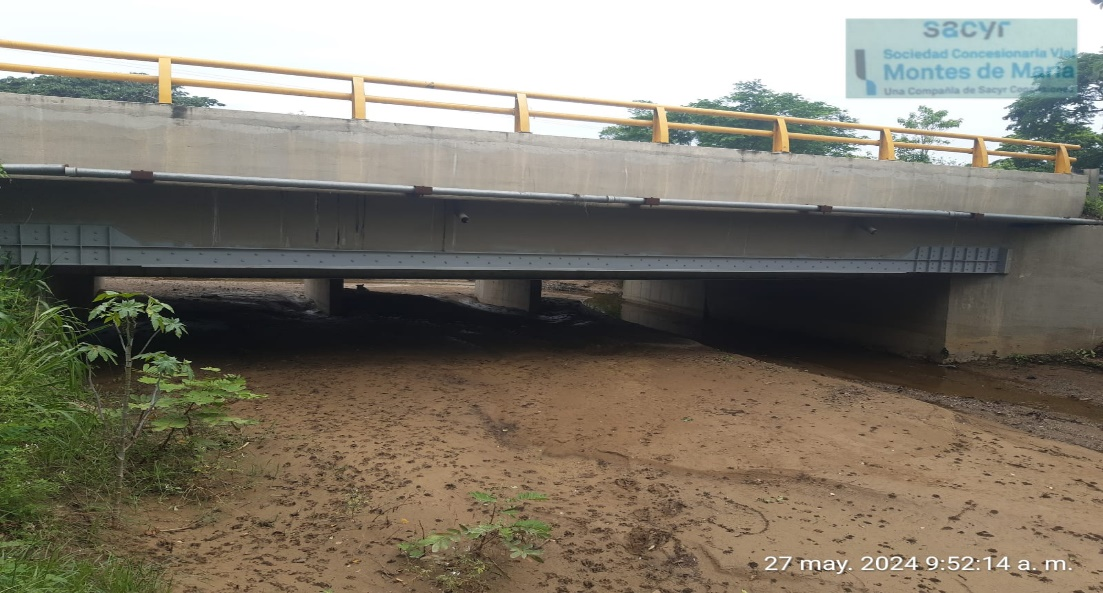 sacyr
Sociedad Concesionaria Vial
Montes de María
Una Compañía de Sacyr Concesiones
27 may. 2024 9:52:14 a. m.